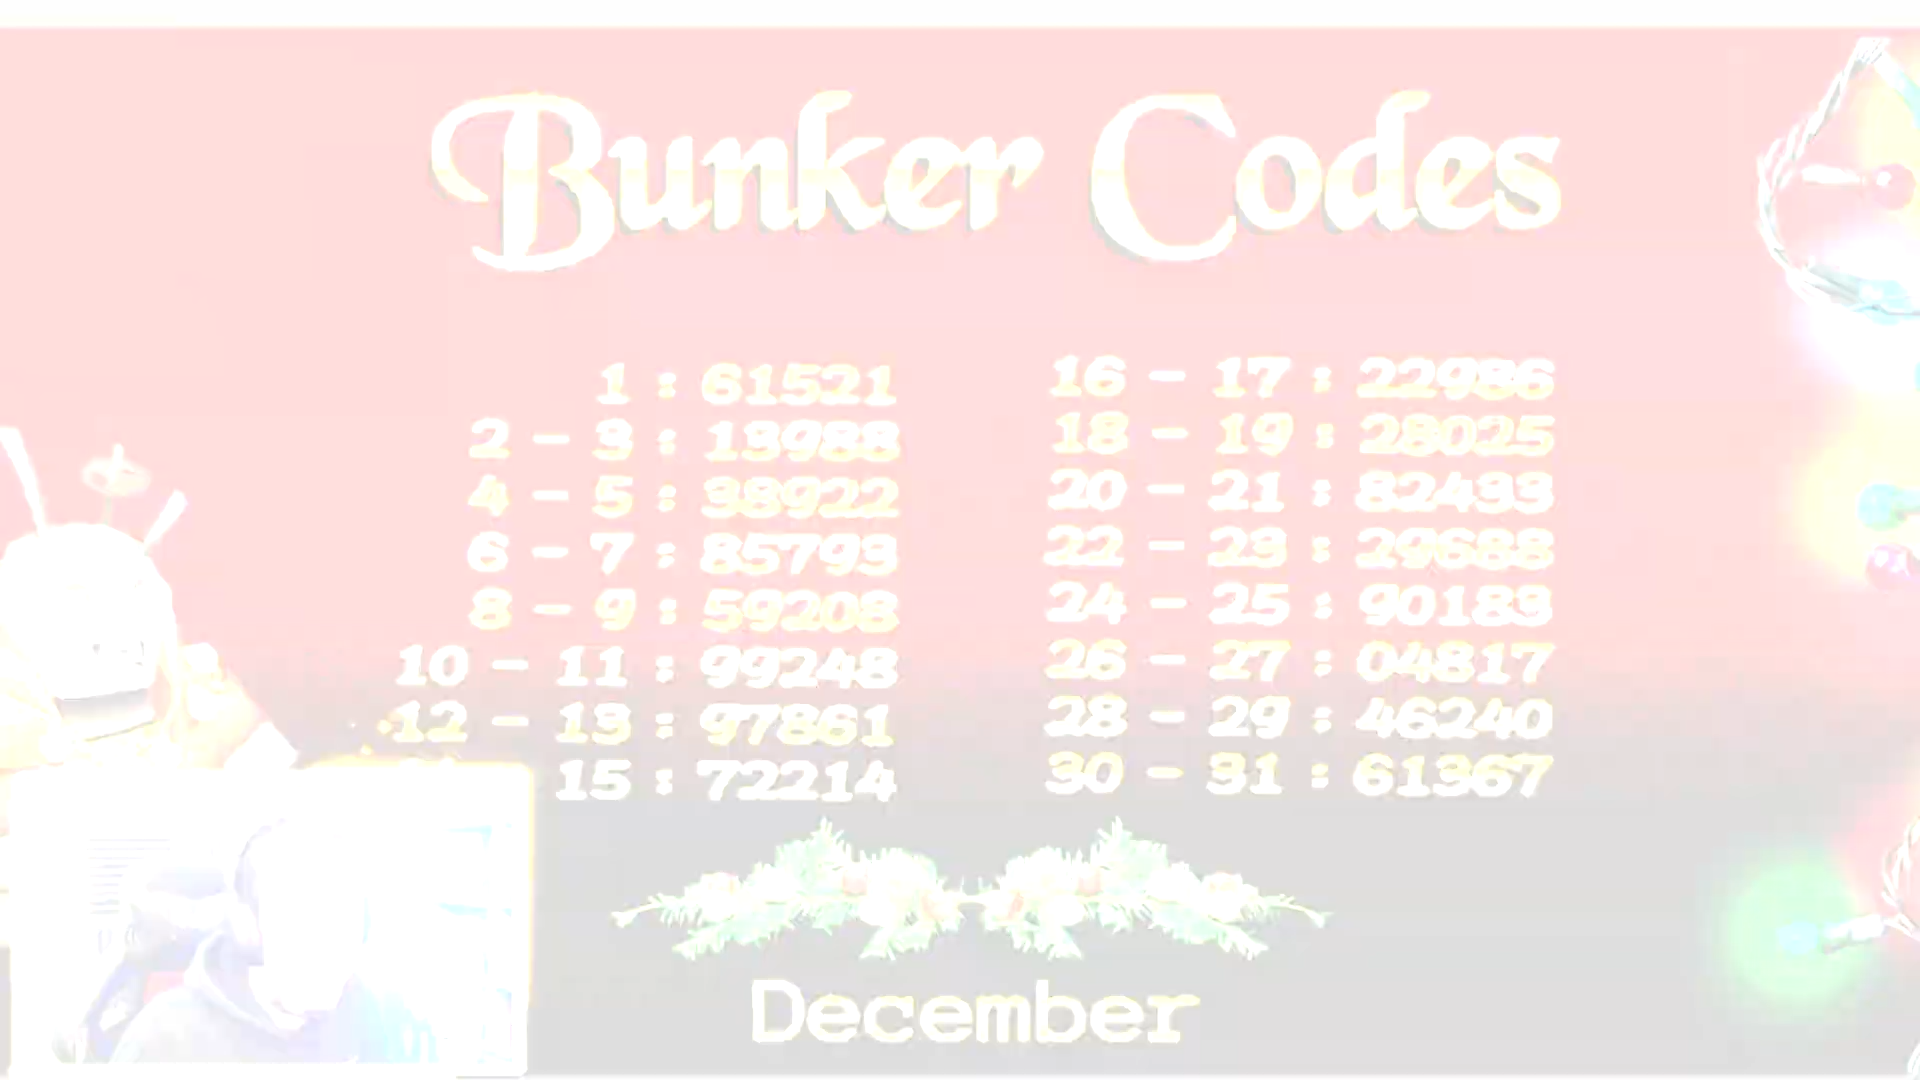 Bunker Codes
1 : 61521
2 - 3 : 13988
4 - 5 : 38922
6 - 7 : 85793
8 - 9 : 59208
10 - 11 : 99248
12 - 13 : 97861
15 : 72214
16 - 17 : 22986
18 - 19 : 28025
20 - 21 : 82433
22 - 23 : 29688
24 - 25 : 90183
26 - 27 : 04817
28 - 29 : 46240
30 - 31 : 61367
December